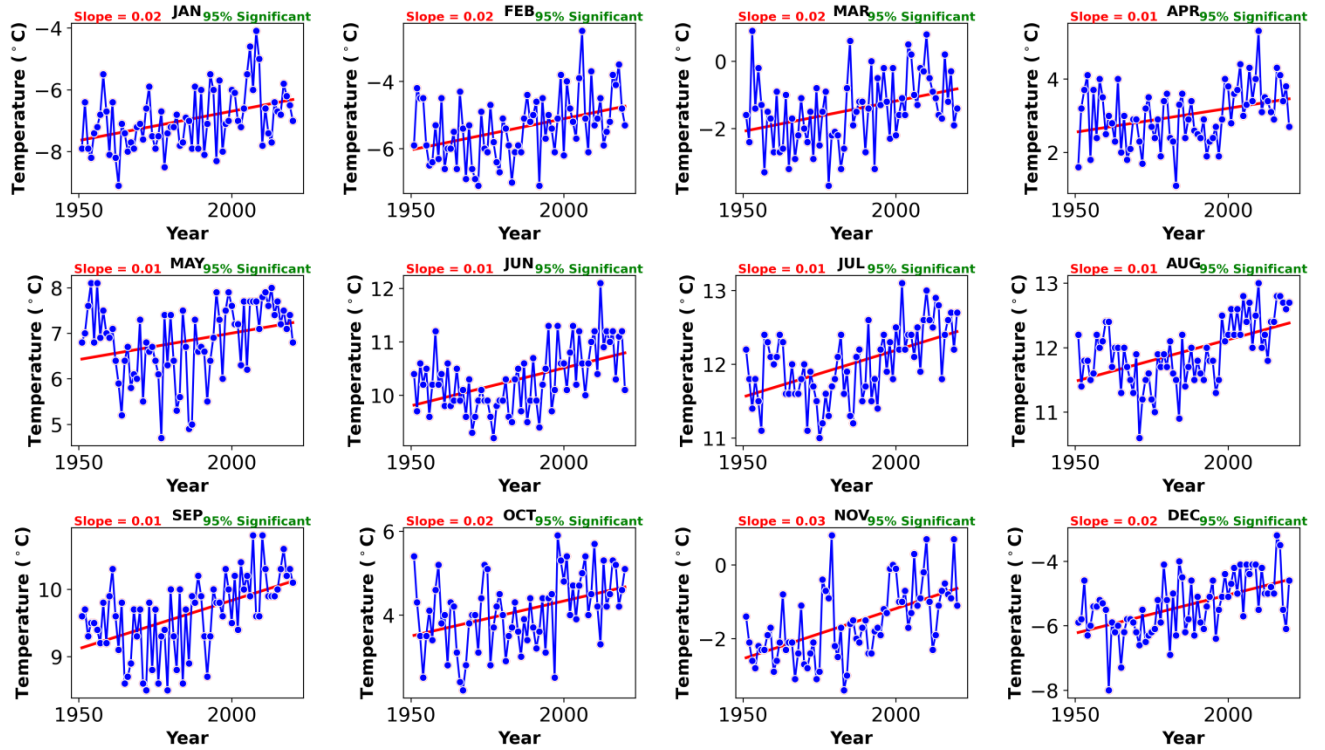 JAN
Slope = 0.02 95% Significant
Temperature (°C)
−4
−6
−8
1950 2000
Year
FEB
Slope = 0.02 95% Significant
Temperature (°C)
−4
−6
1950 2000
Year
MAR
Slope = 0.02 95% Significant
Temperature (°C)
0
−2
1950 2000
Year
APR
Slope = 0.01 95% Significant
Temperature (°C)
4
2
1950 2000
Year
MAY
Slope = 0.01 95% Significant
Temperature (°C)
8
7
6
5
1950 2000
Year
JUN
Slope = 0.01 95% Significant
Temperature (°C)
12
11
10
1950 2000
Year
JUL
Slope = 0.01 95% Significant
Temperature (°C)
13
12
11
1950 2000
Year
AUG
Slope = 0.01 95% Significant
Temperature (°C)
13
12
11
1950 2000
Year
SEP
Slope = 0.01 95% Significant
Temperature (°C)
10
9
1950 2000
Year
OCT
Slope = 0.02 95% Significant
Temperature (°C)
6
4
1950 2000
Year
NOV
Slope = 0.03 95% Significant
Temperature (°C)
0
−2
1950 2000
Year
DEC
Slope = 0.02 95% Significant
Temperature (°C)
−4
−6
−8
1950 2000
Year